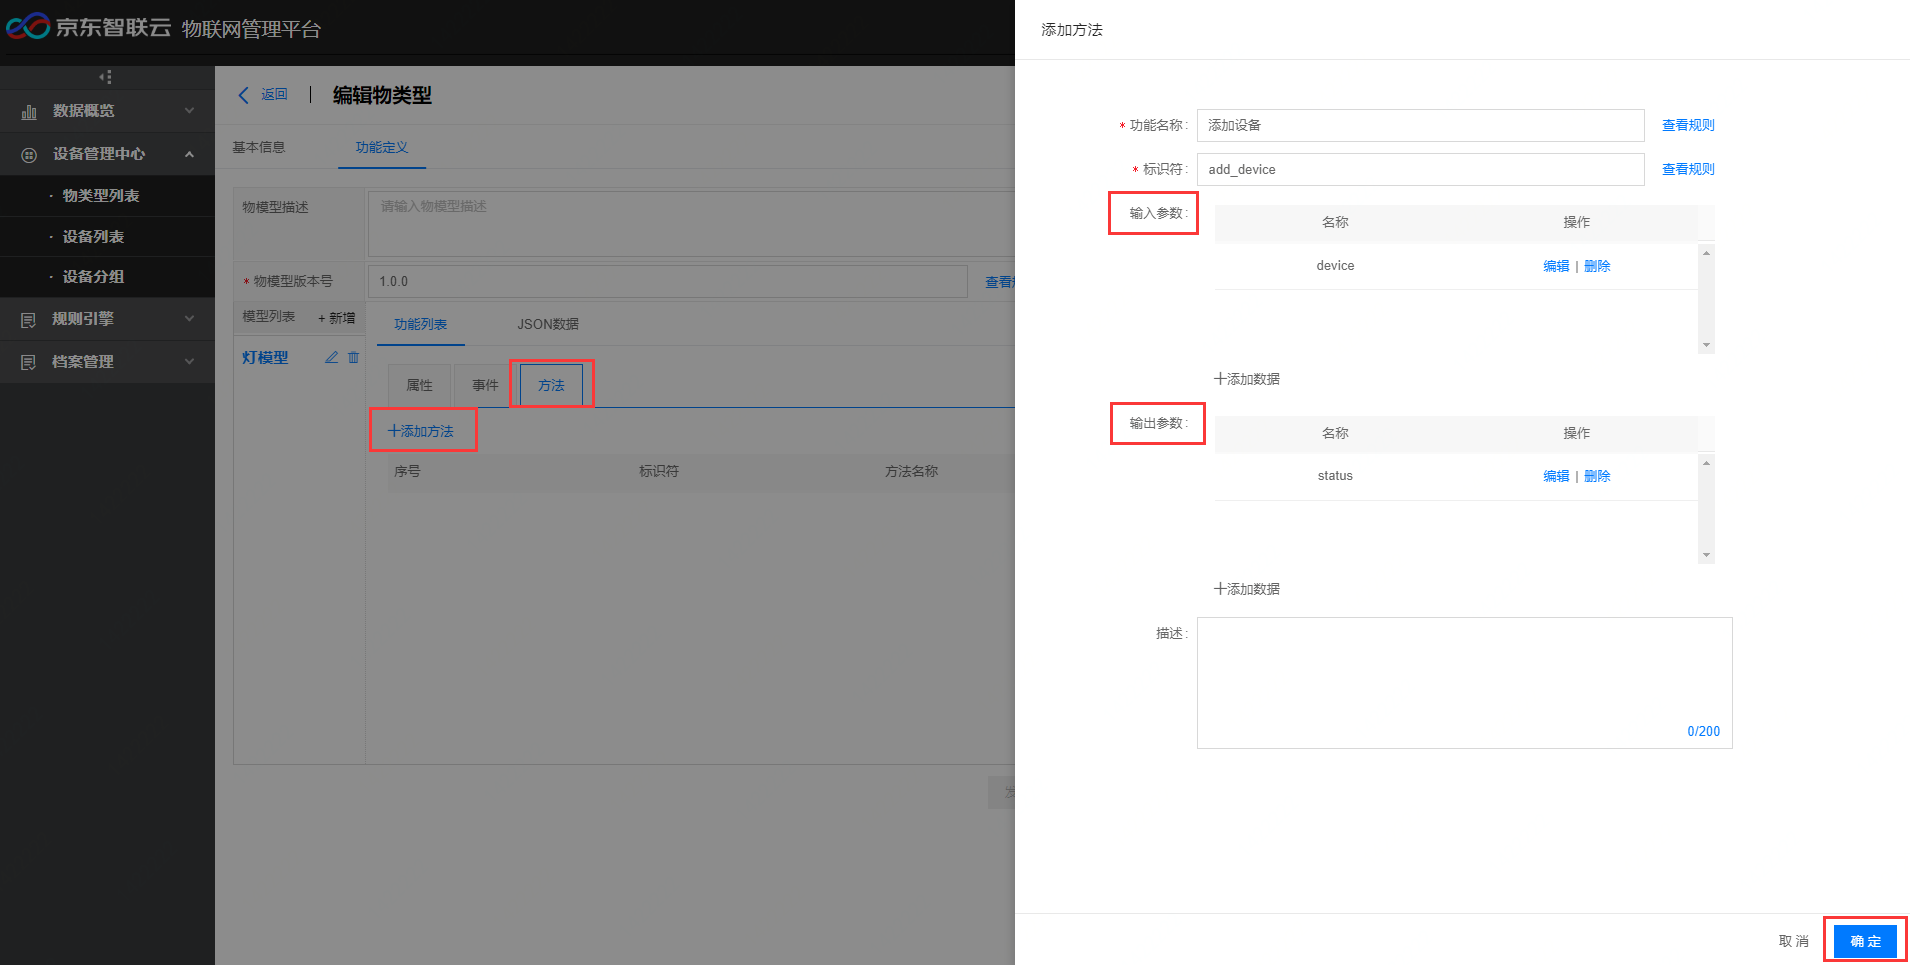 京东智联云 物联网管理平台
数据概览
设备管理中心
· 物类型列表
· 设备列表
· 设备分组
规则引擎
档案管理
返回 | 编辑物类型
基本信息 功能定义
物模型描述 请输入物模型描述
* 物模型版本号 1.0.0 查看
模型列表 + 新增
灯模型
功能列表 JSON数据
属性 事件 方法
十添加方法
序号 标识符 方法名称
添加方法
* 功能名称: 添加设备 查看规则
* 标识符: add_device 查看规则
输入参数:
名称 操作
device 编辑 | 删除
十添加数据
输出参数:
名称 操作
status 编辑 | 删除
十添加数据
描述:
0/200
取 消 确 定